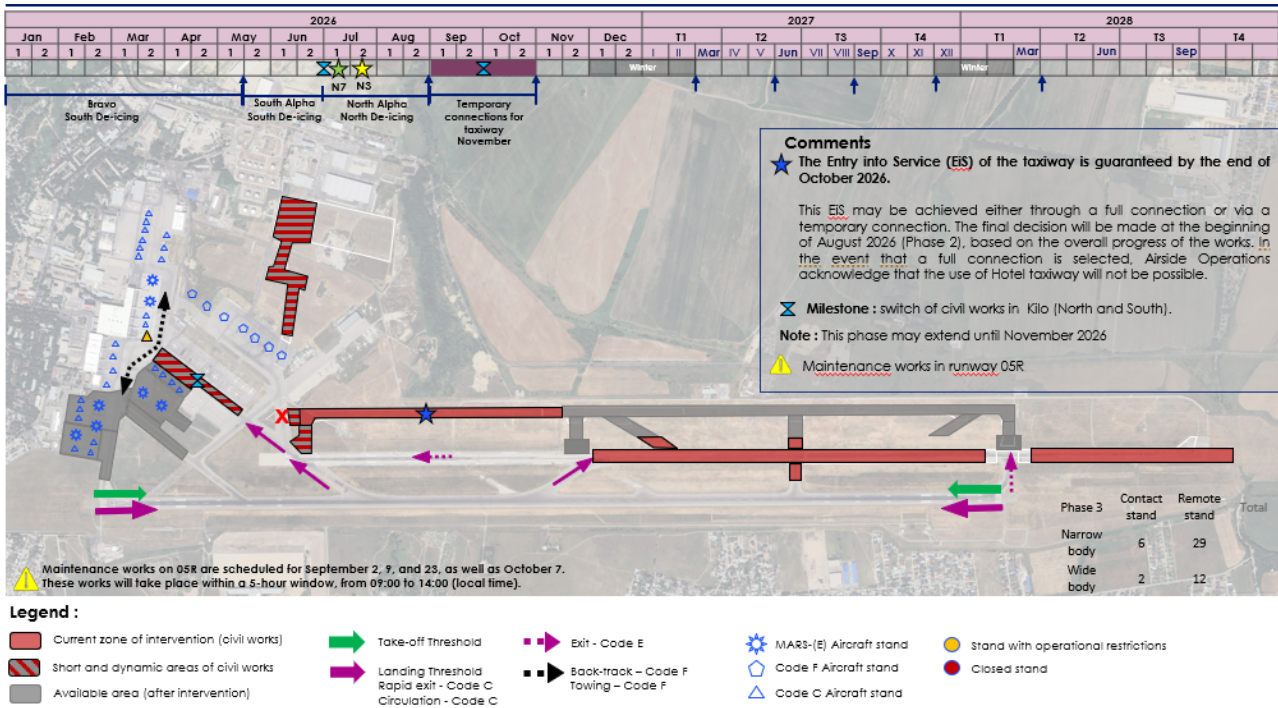 2026 2027 2028
Jan Feb Mar Apr May Jun Jul Aug Sep Oct Nov Dec T1 T2 T3 T4 T1 T2 T3 T4
1 2 1 2 1 2 1 2 1 2 1 2 1 2 1 2 1 2 1 2 1 2 1 2 I II Mar IV V Jun VII VIII Sep X XI XII Mar Jun Sep
Winter Winter
N7 N3
Bravo
South De-icing
South Alpha
South De-icing
North Alpha
North De-icing
Temporary
connections for
taxiway
November
Comments
The Entry into Service (EiS) of the taxiway is guaranteed by the end of
October 2026.
This EiS may be achieved either through a full connection or via a
temporary connection. The final decision will be made at the beginning
of August 2026 (Phase 2), based on the overall progress of the works. In
the event that a full connection is selected, Airside Operations
acknowledge that the use of Hotel taxiway will not be possible.
Milestone : switch of civil works in Kilo (North and South).
Note : This phase may extend until November 2026
Maintenance works in runway 05R
X
Phase 3 Contact stand Remote stand Total
Narrow body 6 29
Wide body 2 12
Maintenance works on 05R are scheduled for September 2, 9, and 23, as well as October 7.
These works will take place within a 5-hour window, from 09:00 to 14:00 (local time).
Legend :
Current zone of intervention (civil works)
Short and dynamic areas of civil works
Available area (after intervention)
Take-off Threshold
Landing Threshold
Rapid exit - Code C
Circulation - Code C
Exit - Code E
Back-track – Code F
Towing – Code F
MARS-(E) Aircraft stand
Code F Aircraft stand
Code C Aircraft stand
Stand with operational restrictions
Closed stand